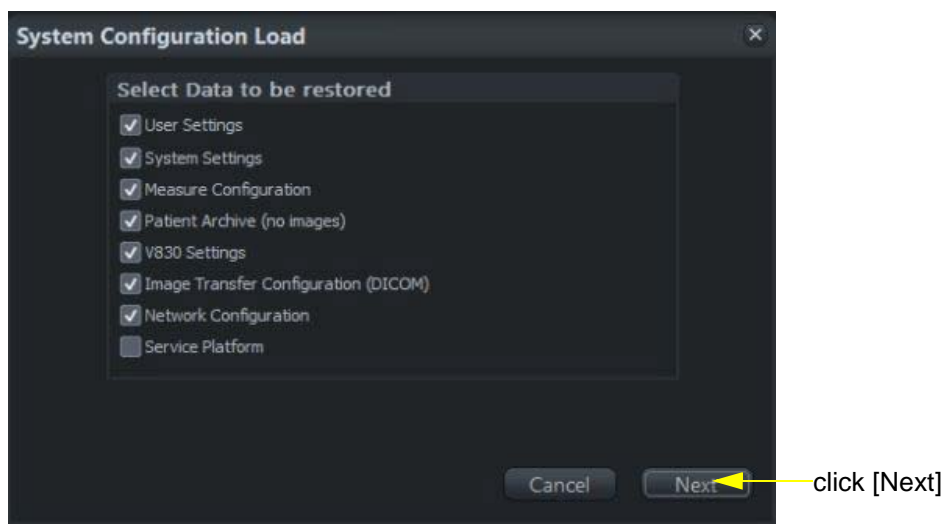 System Configuration Load
Select Data to be restored
User Settings
System Settings
Measure Configuration
Patient Archive (no images)
V830 Settings
Image Transfer Configuration (DICOM)
Network Configuration
Service Platform
Cancel
Next
click [Next]